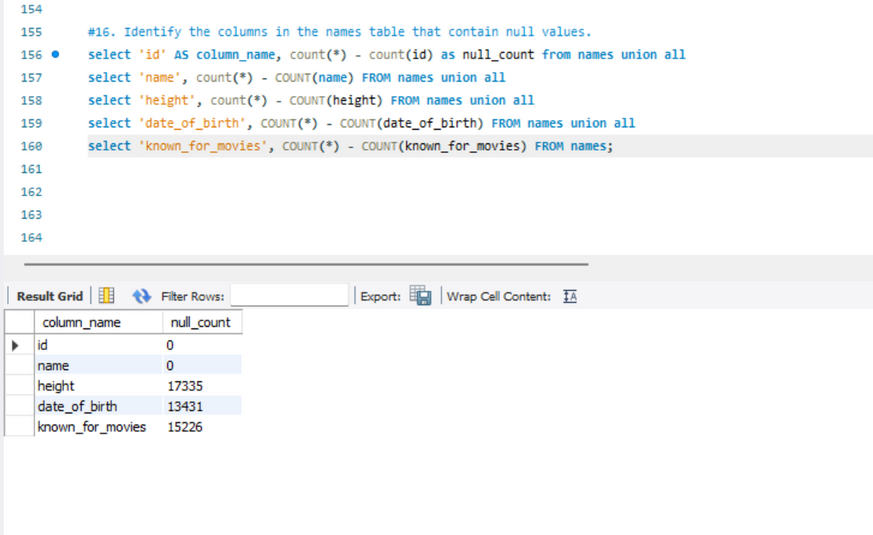 154
155 #16. Identify the columns in the names table that contain null values.
156 select 'id' AS column_name, count(*) - count(id) as null_count from names union all
157 select 'name', count(*) - COUNT(name) FROM names union all
158 select 'height', count(*) - COUNT(height) FROM names union all
159 select 'date_of_birth', COUNT(*) - COUNT(date_of_birth) FROM names union all
160 select 'known_for_movies', COUNT(*) - COUNT(known_for_movies) FROM names;
161
162
163
164
Result Grid Filter Rows: Export: Wrap Cell Content: IA
column_name null_count
id 0
name 0
height 17335
date_of_birth 13431
known_for_movies 15226